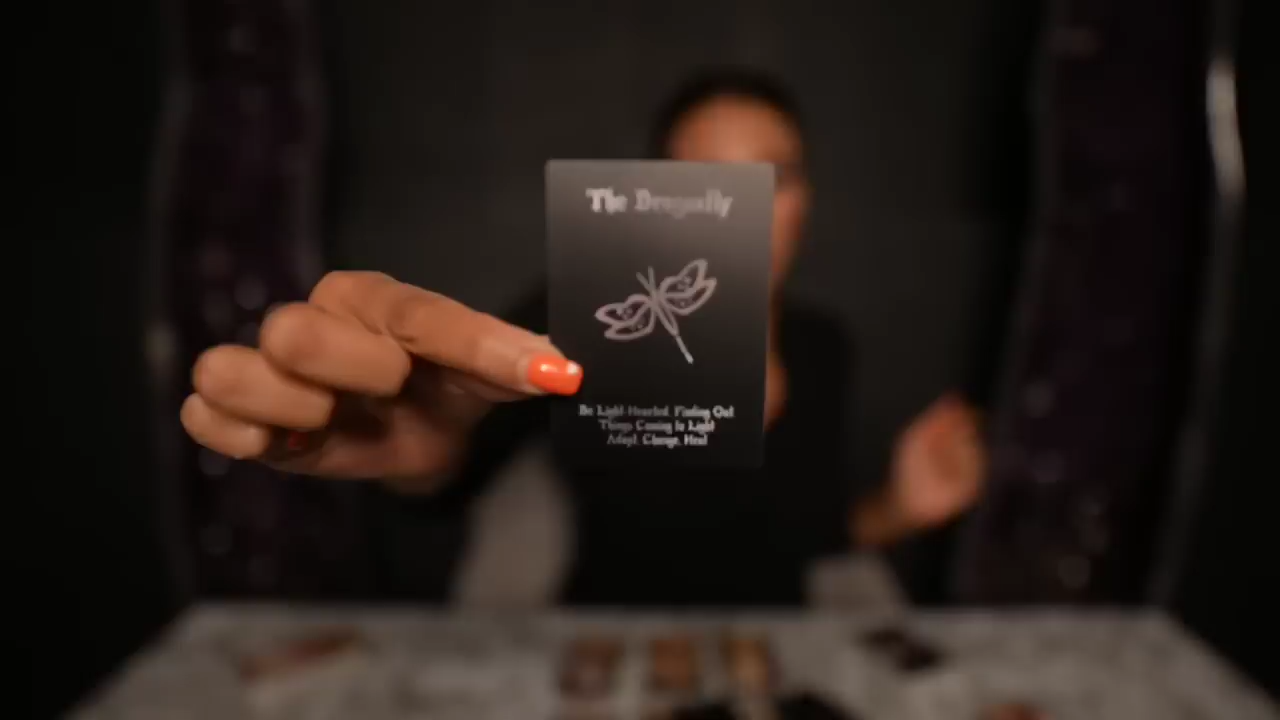 The Dragonfly
Be Light-Hearted, Finding Out
Things Coming to Light
Adapt, Change, Heal